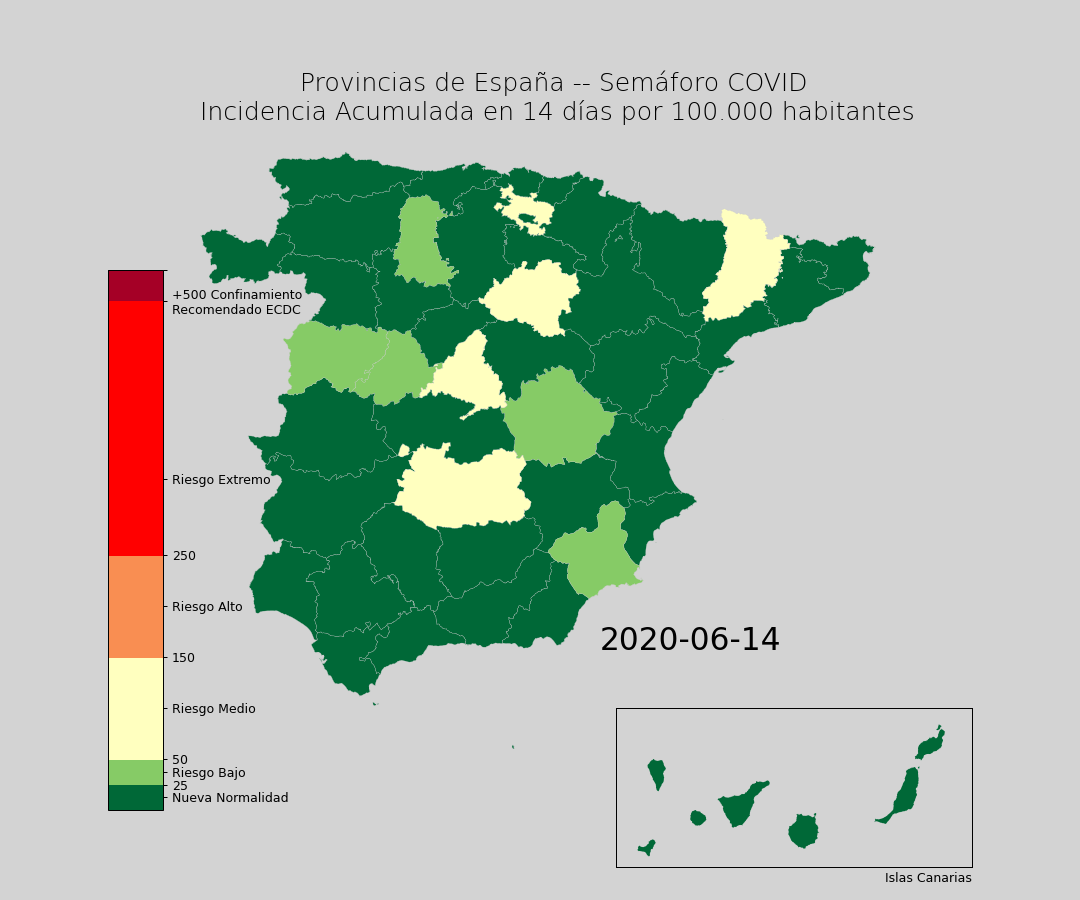 Provincias de España -- Semáforo COVID
Incidencia Acumulada en 14 días por 100.000 habitantes
+500 Confinamiento
Recomendado ECDC
Riesgo Extremo
250
Riesgo Alto
150
Riesgo Medio
50
Riesgo Bajo
25
Nueva Normalidad
2020-06-14
Islas Canarias